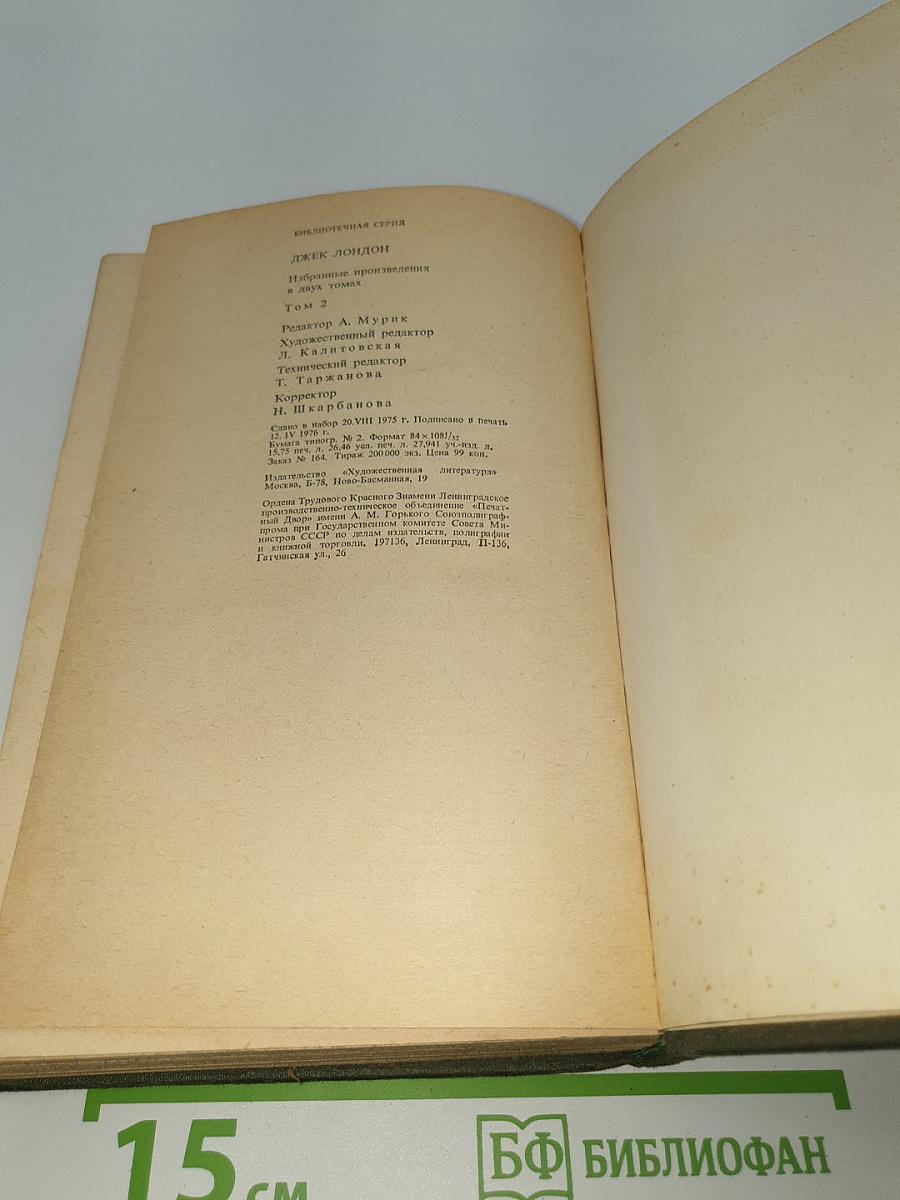 БИБЛИОТЕЧНАЯ СЕРИЯ
ДЖЕК ЛОНДОН
Избранные произведения
в двух томах
Том 2
Редактор А. Мурик
Художественный редактор
Л. Калитовская
Технический редактор
Т. Таржанова
Корректор
Н. Шкарбанова
Сдано в набор 20.VIII 1975 г. Подписано в печать
12. IV 1976 г.
Бумага типогр. № 2. Формат 84×108 1/32
15,75 печ. л. 26,46 усл. печ. л. 27,941 уч.-изд. л.
Заказ № 164. Тираж 200 000 экз. Цена 99 коп.
Издательство «Художественная литература»
Москва, Б-78, Ново-Басманная, 19
Ордена Трудового Красного Знамени Ленинградское
производственно-техническое объединение «Печат-
ный Двор» имени А. М. Горького Союзполиграф-
прома при Государственном комитете Совета Ми-
нистров СССР по делам издательств, полиграфии
и книжной торговли. 197136, Ленинград, П-136,
Гатчинская ул., 26
15 см
БФ БИБЛИОФАН